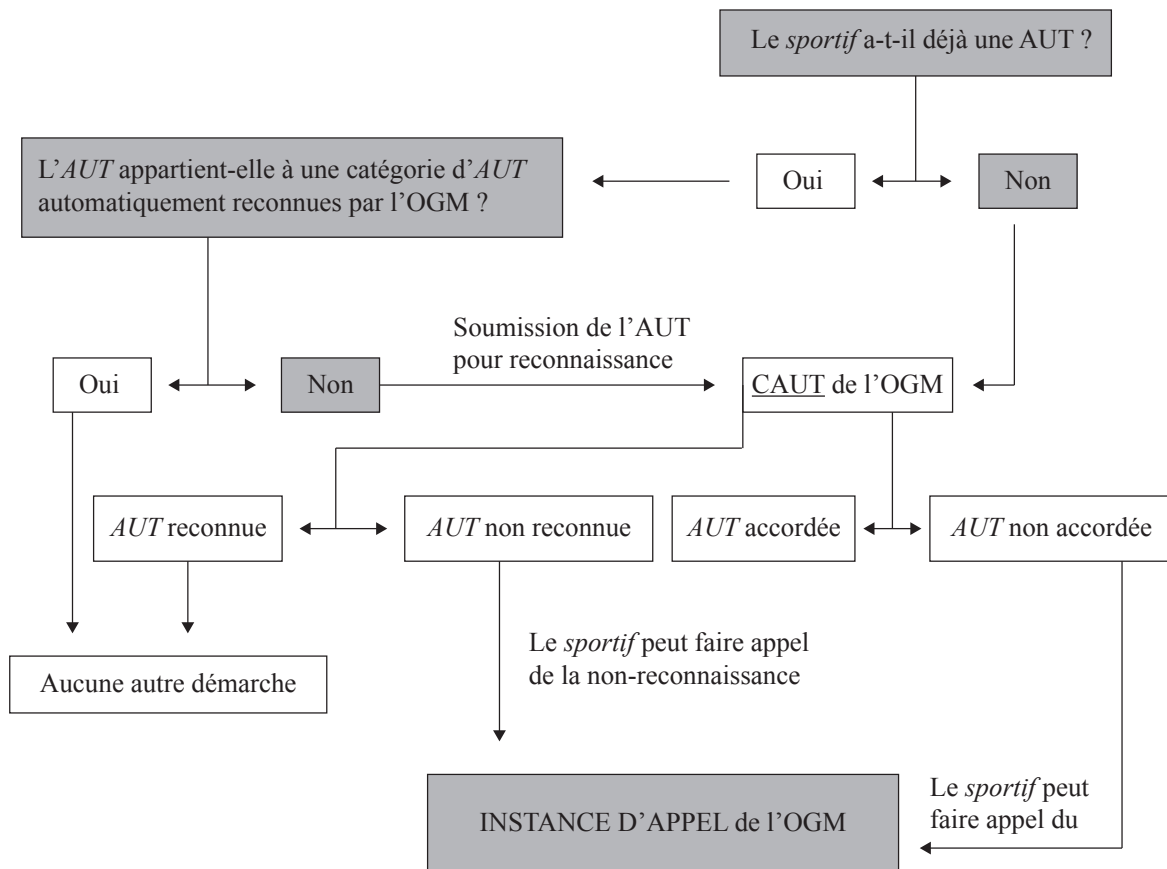 Le sportif a-t-il déjà une AUT ?
L'AUT appartient-elle à une catégorie d'AUT
automatiquement reconnues par l'OGM ?
Oui
Non
Soumission de l'AUT
pour reconnaissance
Oui
Non
CAUT de l'OGM
AUT reconnue
AUT non reconnue
AUT accordée
AUT non accordée
Le sportif peut faire appel
de la non-reconnaissance
Aucune autre démarche
INSTANCE D'APPEL de l'OGM
Le sportif peut
faire appel du